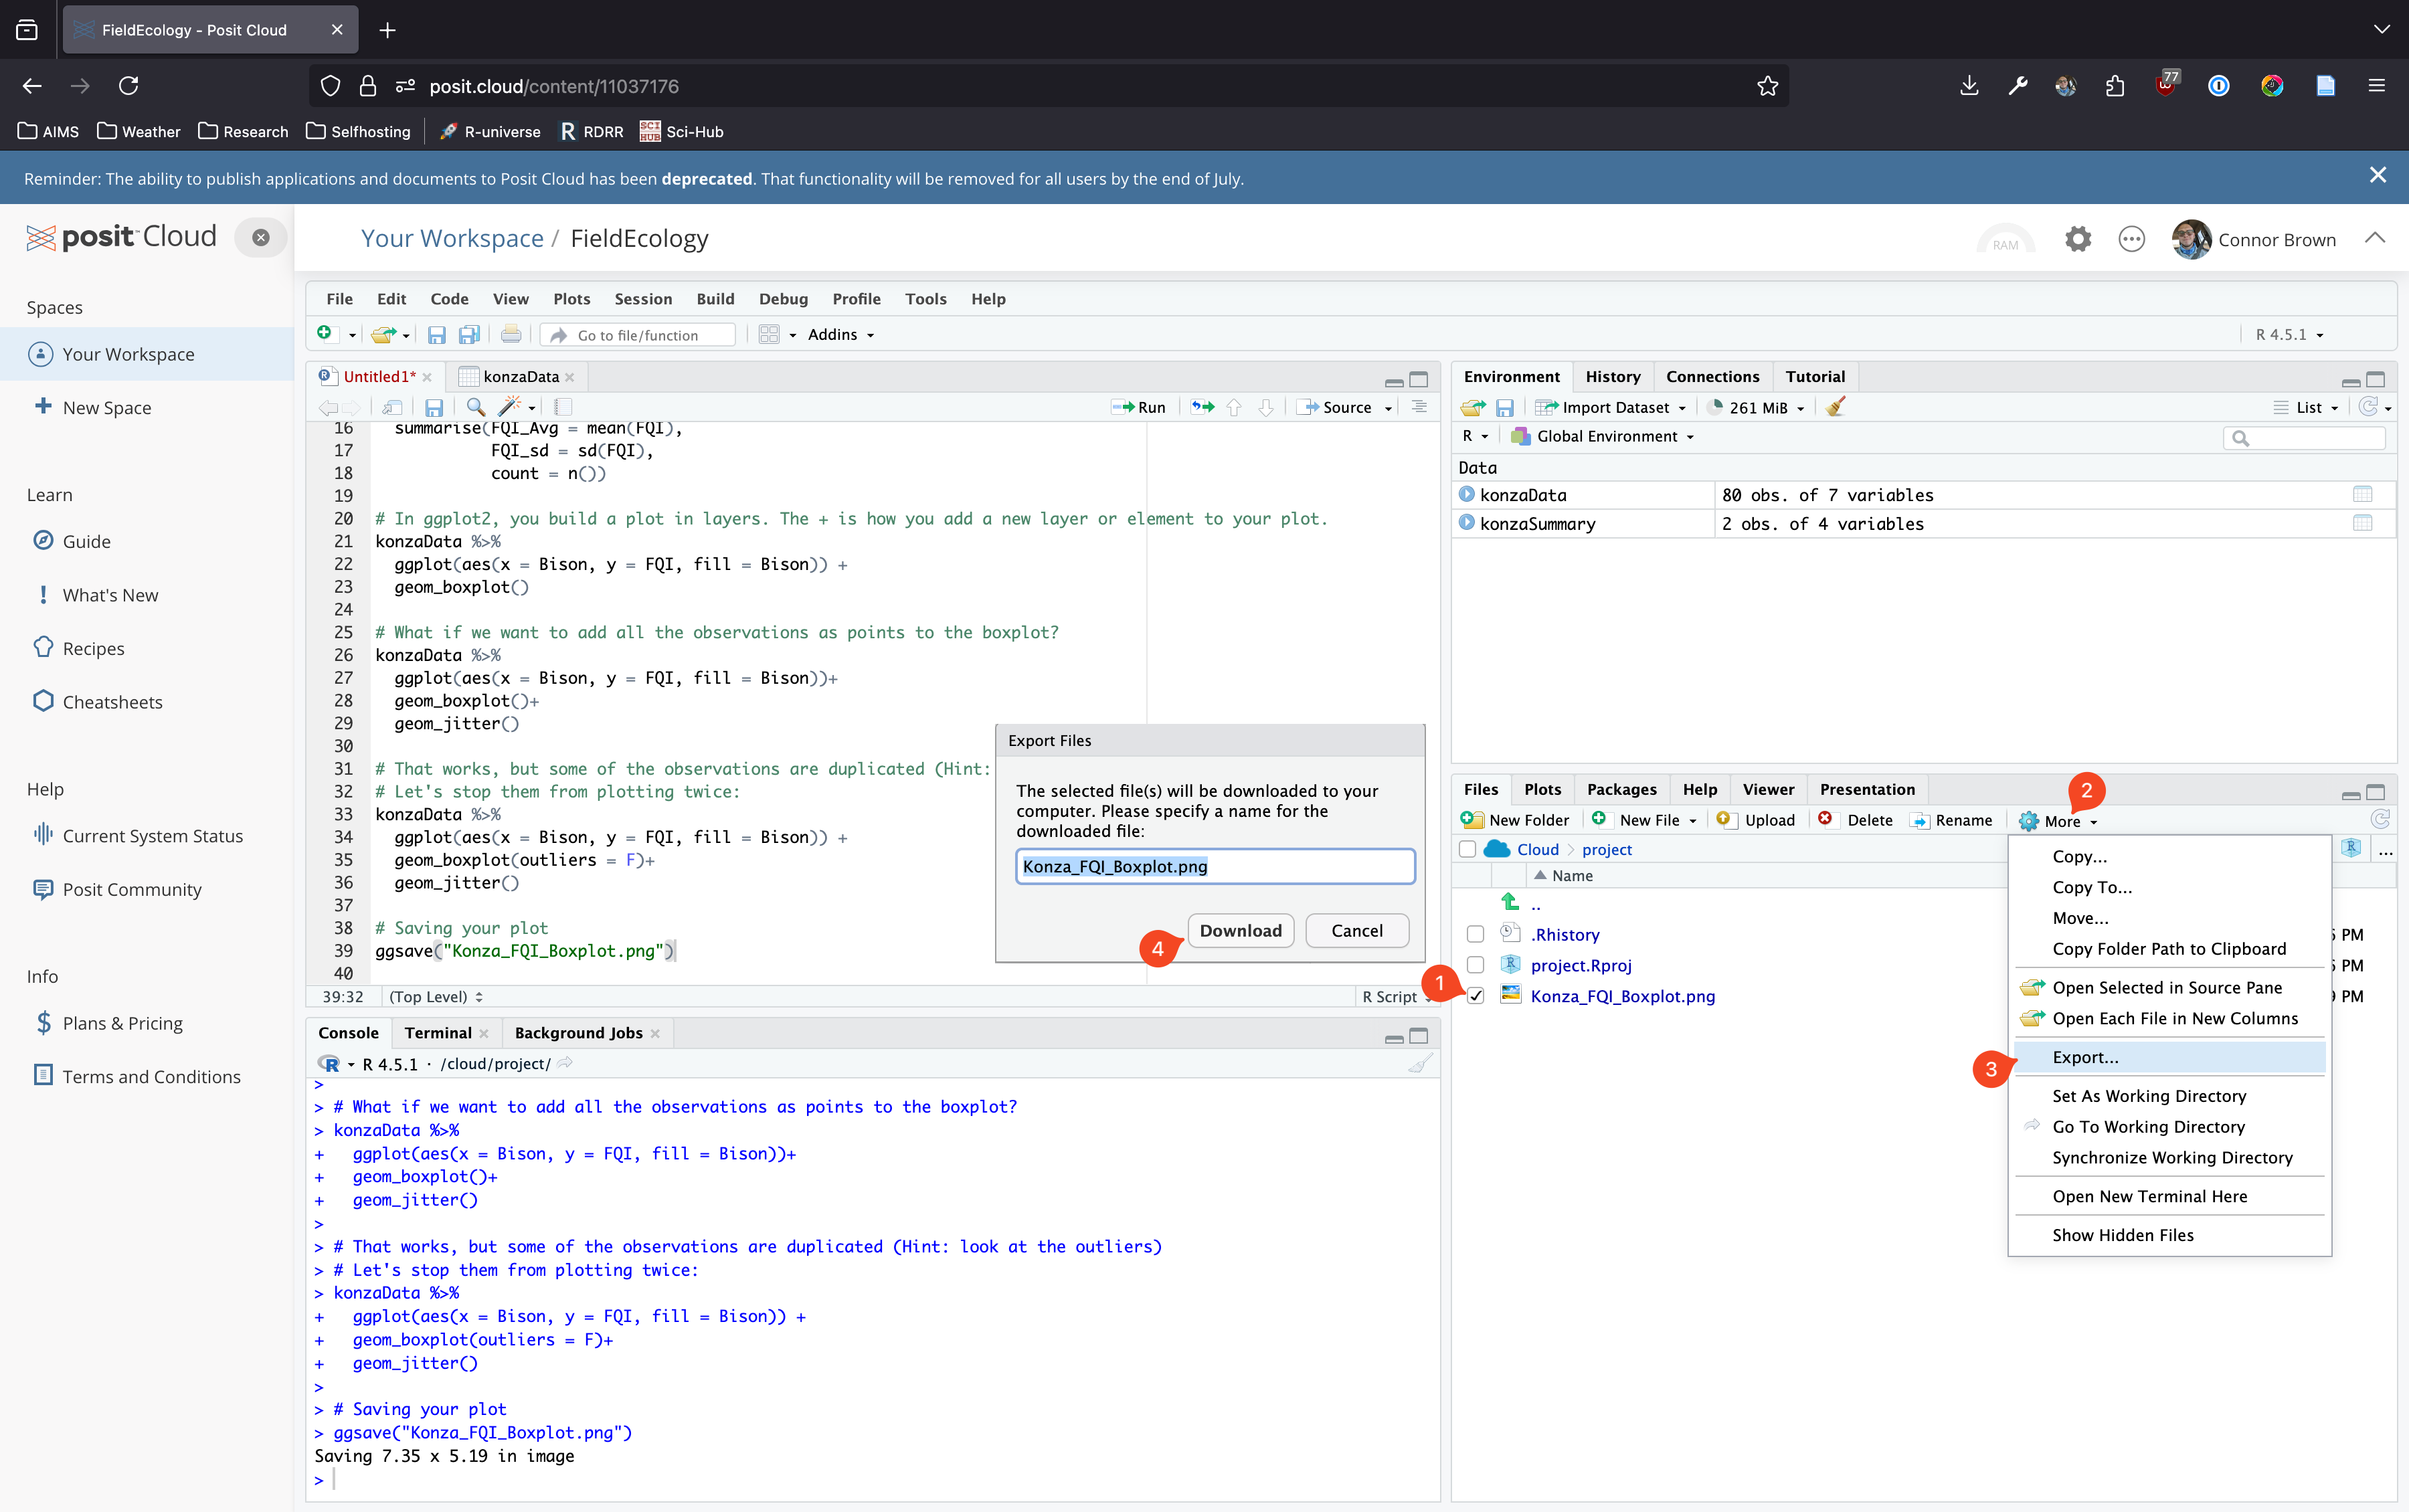 FieldEcology - Posit Cloud
posit.cloud/content/11037176
77
AIMS Weather Research Selfhosting R-universe RDRR Sci-Hub
Reminder: The ability to publish applications and documents to Posit Cloud has been deprecated. That functionality will be removed for all users by the end of July.
posit Cloud
Your Workspace / FieldEcology
RAM
Connor Brown
Spaces
Your Workspace
New Space
Learn
Guide
What's New
Recipes
Cheatsheets
Help
Current System Status
Posit Community
Info
Plans & Pricing
Terms and Conditions
File Edit Code View Plots Session Build Debug Profile Tools Help
Go to file/function Addins
R 4.5.1
Untitled1* konzaData
Run Source
16 summarise(FQI_Avg = mean(FQI),
17 FQI_sd = sd(FQI),
18 count = n())
19
20 # In ggplot2, you build a plot in layers. The + is how you add a new layer or element to your plot.
21 konzaData %>%
22 ggplot(aes(x = Bison, y = FQI, fill = Bison)) +
23 geom_boxplot()
24
25 # What if we want to add all the observations as points to the boxplot?
26 konzaData %>%
27 ggplot(aes(x = Bison, y = FQI, fill = Bison))+
28 geom_boxplot()+
29 geom_jitter()
30
31 # That works, but some of the observations are duplicated (Hint:
32 # Let's stop them from plotting twice:
33 konzaData %>%
34 ggplot(aes(x = Bison, y = FQI, fill = Bison)) +
35 geom_boxplot(outliers = F)+
36 geom_jitter()
37
38 # Saving your plot
39 ggsave("Konza_FQI_Boxplot.png")
40
39:32 (Top Level) R Script
Export Files
The selected file(s) will be downloaded to your
computer. Please specify a name for the
downloaded file:
Konza_FQI_Boxplot.png
Download Cancel
4
Console Terminal Background Jobs
R 4.5.1 · /cloud/project/
>
> # What if we want to add all the observations as points to the boxplot?
> konzaData %>%
+ ggplot(aes(x = Bison, y = FQI, fill = Bison))+
+ geom_boxplot()+
+ geom_jitter()
>
> # That works, but some of the observations are duplicated (Hint: look at the outliers)
> # Let's stop them from plotting twice:
> konzaData %>%
+ ggplot(aes(x = Bison, y = FQI, fill = Bison)) +
+ geom_boxplot(outliers = F)+
+ geom_jitter()
>
> # Saving your plot
> ggsave("Konza_FQI_Boxplot.png")
Saving 7.35 x 5.19 in image
>
Environment History Connections Tutorial
Import Dataset 261 MiB List
R Global Environment
Data
konzaData 80 obs. of 7 variables
konzaSummary 2 obs. of 4 variables
Files Plots Packages Help Viewer Presentation
2
New Folder New File Upload Delete Rename More
Cloud project ...
Name
..
.Rhistory
project.Rproj
1
Konza_FQI_Boxplot.png
5 PM
5 PM
9 PM
Copy...
Copy To...
Move...
Copy Folder Path to Clipboard
Open Selected in Source Pane
Open Each File in New Columns
3
Export...
Set As Working Directory
Go To Working Directory
Synchronize Working Directory
Open New Terminal Here
Show Hidden Files